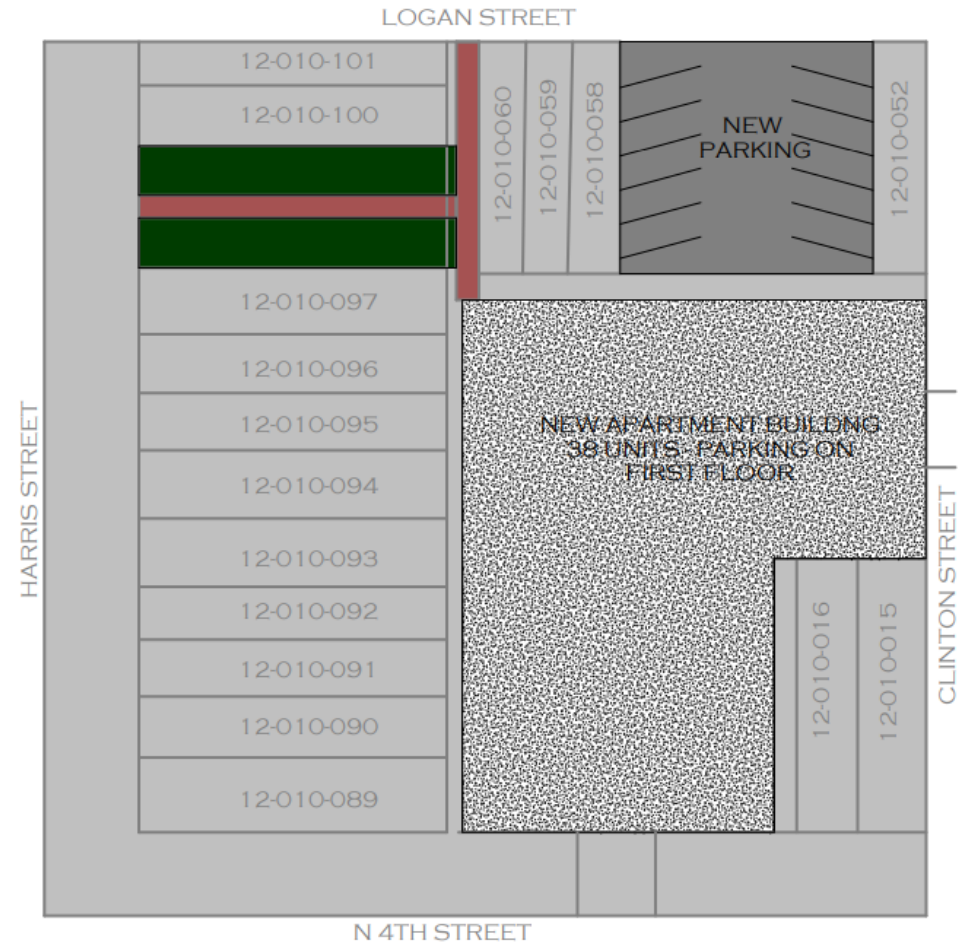 LOGAN STREET
12-010-101
12-010-100
12-010-060
12-010-059
12-010-058
NEW
PARKING
12-010-052
12-010-097
12-010-096
12-010-095
12-010-094
12-010-093
12-010-092
12-010-091
12-010-090
12-010-089
HARRIS STREET
NEW APARTMENT BUILDING
38 UNITS- PARKING ON
FIRST FLOOR
12-010-016
12-010-015
CLINTON STREET
N 4TH STREET